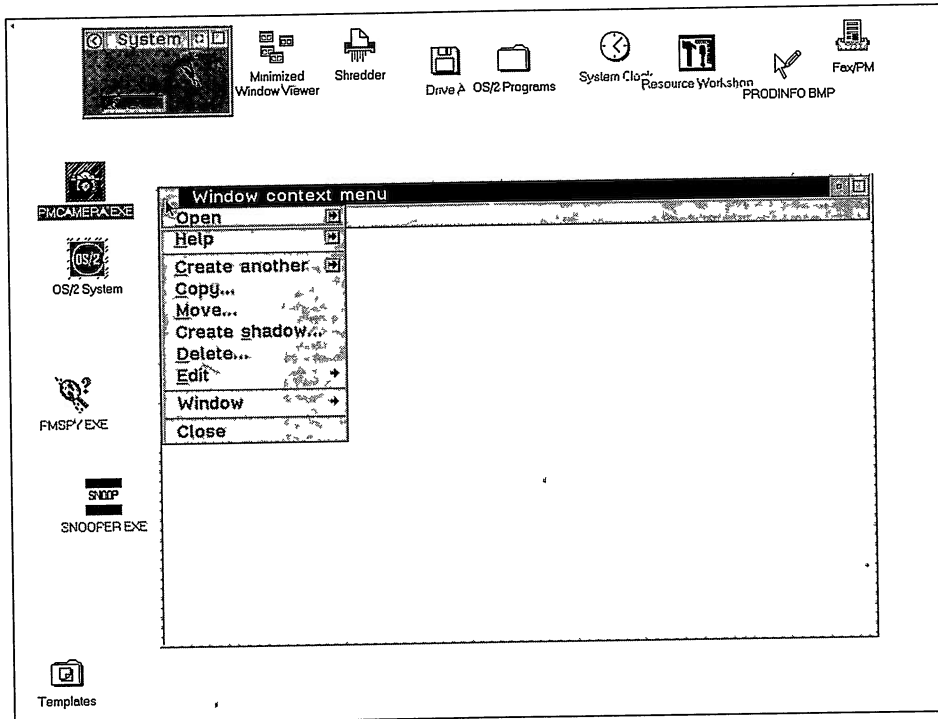 System
Minimized
Window Viewer
Shredder
Drive A
OS/2 Programs
System Clock
Resource Workshop
PRODINFO BMP
Fax/PM
PMCAMERA.EXE
OS/2
OS/2 System
PMSPY EXE
SNOOP
SNOOPER EXE
Templates
Window context menu
Open
Help
Create another
Copy...
Move...
Create shadow...
Delete...
Edit
Window
Close